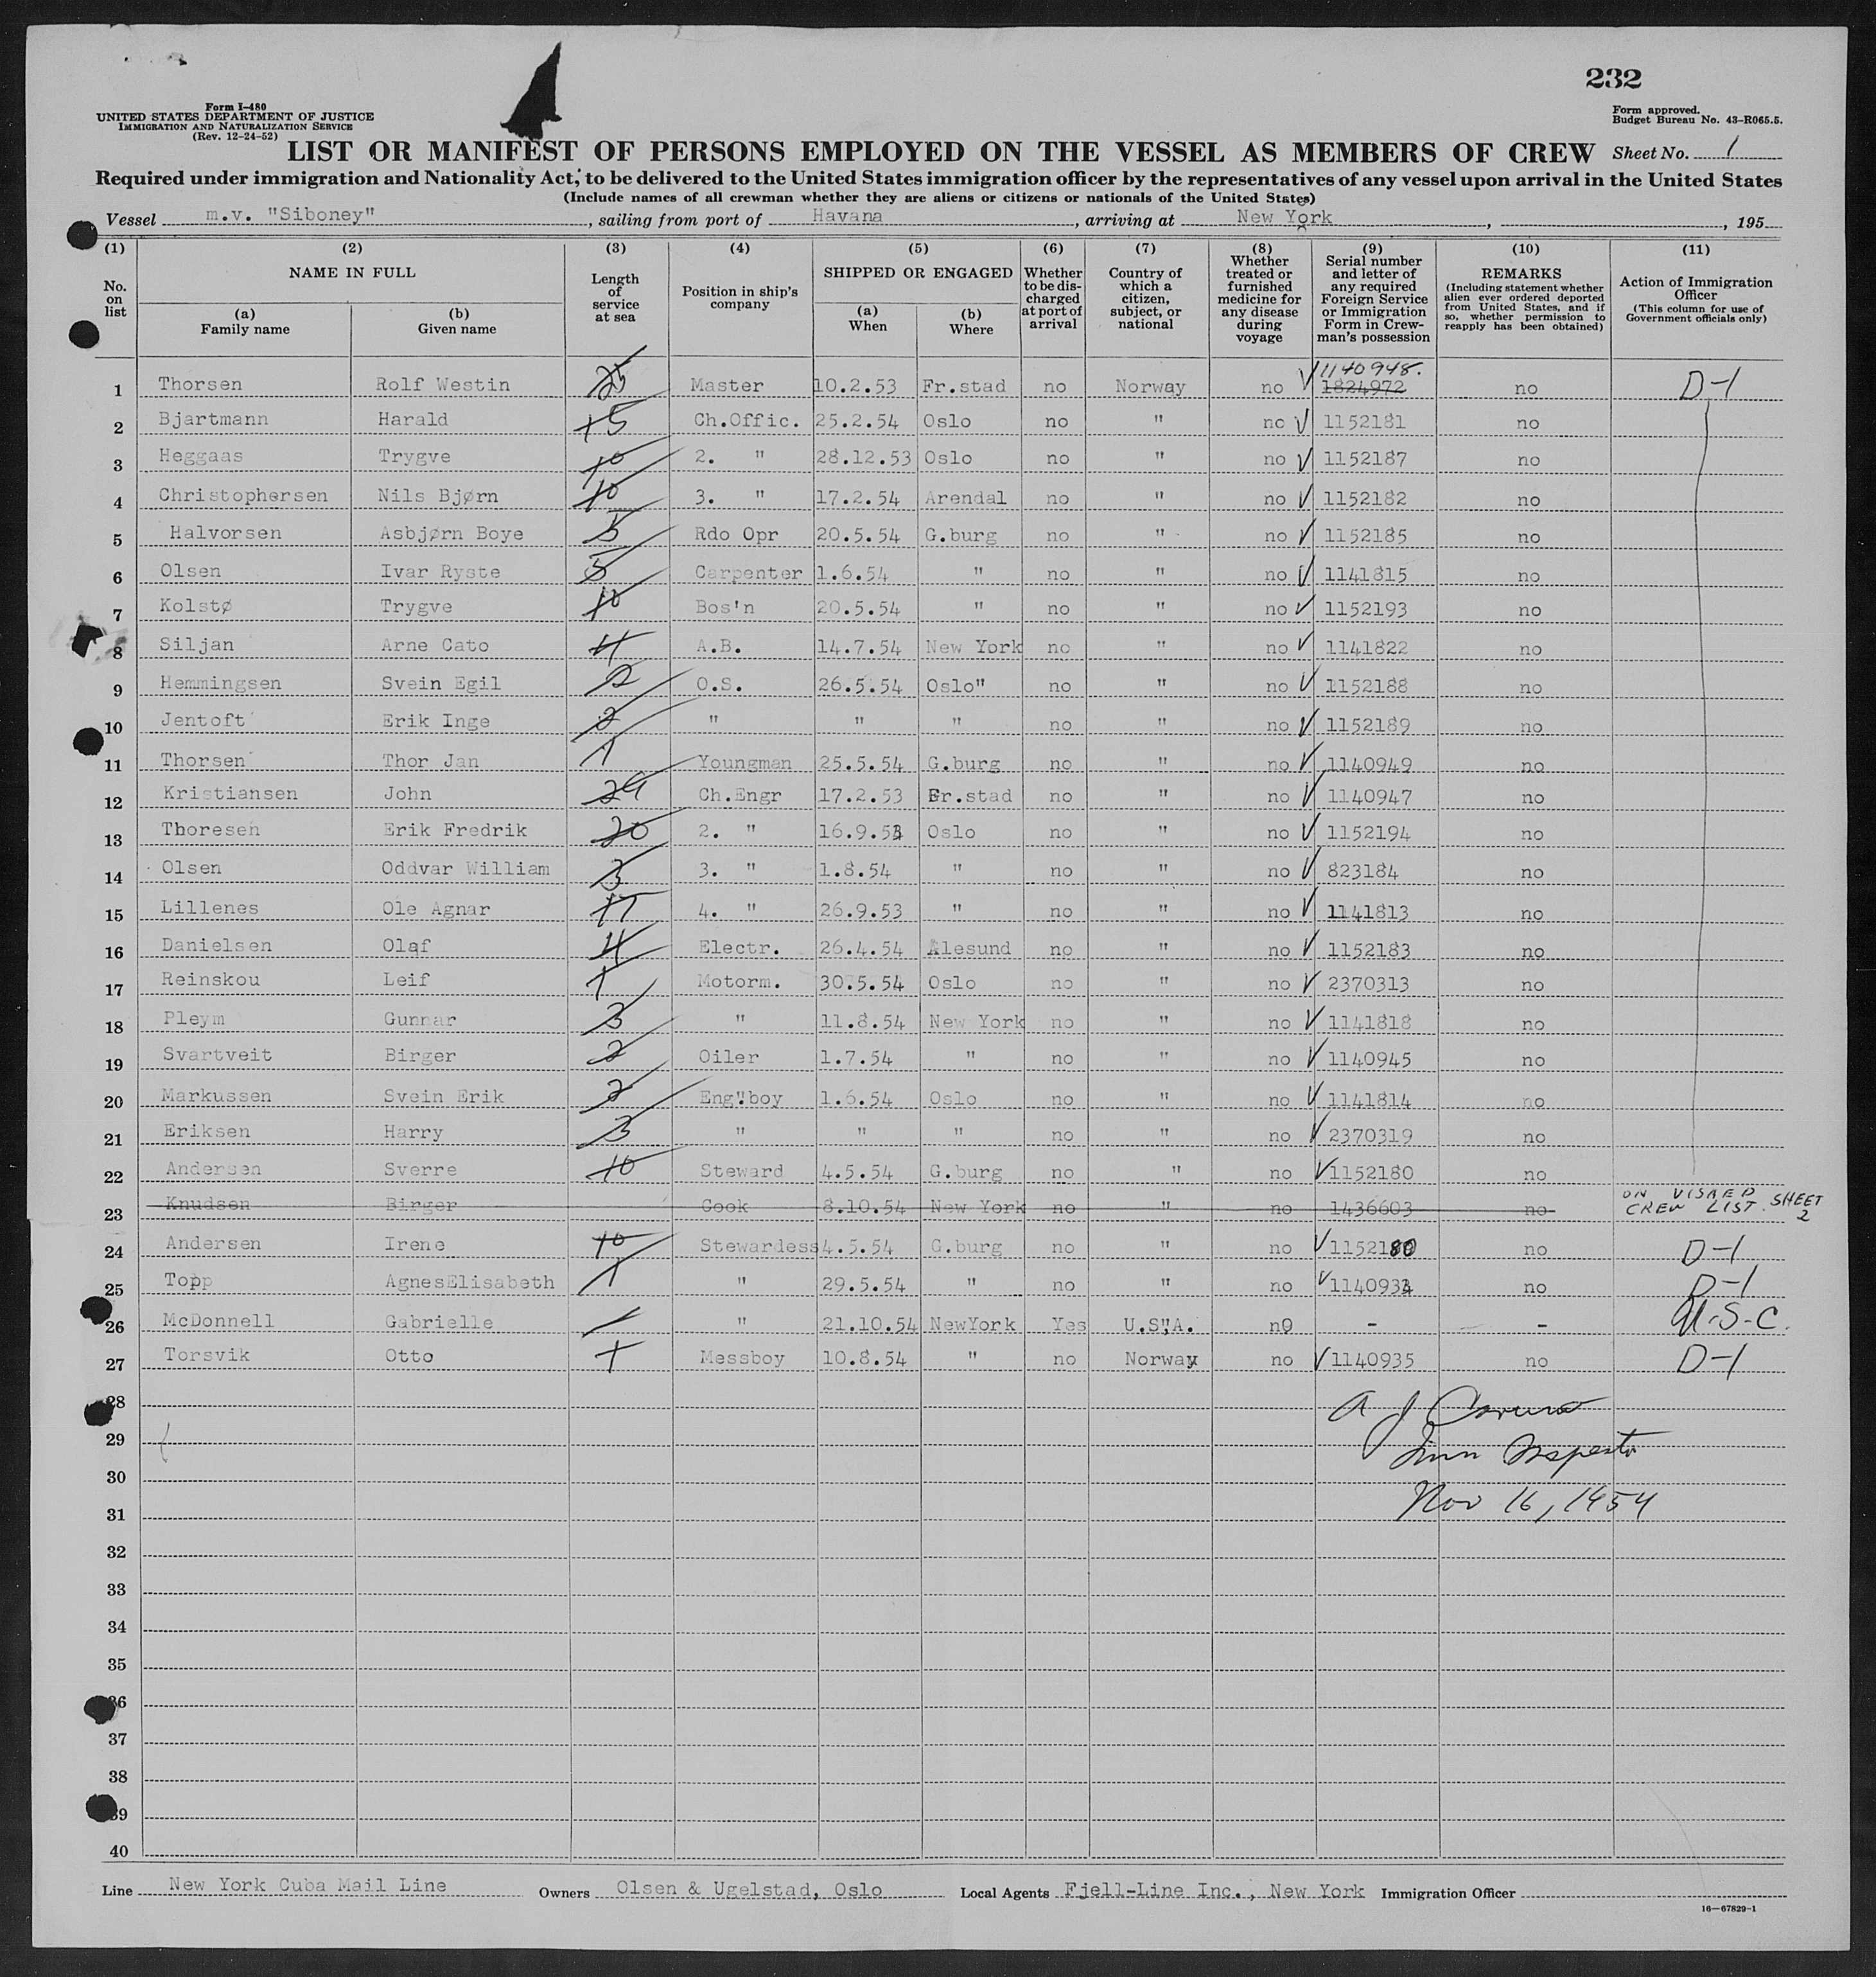 232
Form I-480
UNITED STATES DEPARTMENT OF JUSTICE
IMMIGRATION AND NATURALIZATION SERVICE
(Rev. 12-24-52)
Form approved.
Budget Bureau No. 43-R065.5.
LIST OR MANIFEST OF PERSONS EMPLOYED ON THE VESSEL AS MEMBERS OF CREW Sheet No. 1
Required under immigration and Nationality Act, to be delivered to the United States immigration officer by the representatives of any vessel upon arrival in the United States
(Include names of all crewman whether they are aliens or citizens or nationals of the United States)
Vessel m.v. "Siboney", sailing from port of Havana, arriving at New York, , 195
(1) (2) (3) (4) (5) (6) (7) (8) (9) (10) (11)
No. on list NAME IN FULL Length of service at sea Position in ship's company SHIPPED OR ENGAGED Whether to be discharged at port of arrival Country of which a citizen, subject, or national Whether treated or furnished medicine for any disease during voyage Serial number and letter of any required Foreign Service or Immigration Form in Crewman's possession REMARKS (Including statement whether alien ever ordered deported from United States, and if so, whether permission to reapply has been obtained) Action of Immigration Officer (This column for use of Government officials only)
(a) Family name (b) Given name (a) When (b) Where
1140948.
1 Thorsen Rolf Westin 25 Master 10.2.53 Fr.stad no Norway no 1824972 no D-1
2 Bjartmann Harald 15 Ch.Offic. 25.2.54 Oslo no " no 1152181 no
3 Heggaas Trygve 10 2. " 28.12.53 Oslo no " no 1152187 no
4 Christophersen Nils Bjørn 10 3. " 17.2.54 Arendal no " no 1152182 no
5 Halvorsen Asbjørn Boye 5 Rdo Opr 20.5.54 G.burg no " no 1152185 no
6 Olsen Ivar Ryste 5 Carpenter 1.6.54 " no " no 1141815 no
7 Kolstø Trygve 10 Bos'n 20.5.54 " no " no 1152193 no
8 Siljan Arne Cato 4 A.B. 14.7.54 New York no " no 1141822 no
9 Hemmingsen Svein Egil 2 O.S. 26.5.54 Oslo" no " no 1152188 no
10 Jentoft Erik Inge 2 " " " no " no 1152189 no
11 Thorsen Thor Jan 1 Youngman 25.5.54 G.burg no " no 1140949 no
12 Kristiansen John 29 Ch.Engr 17.2.53 Fr.stad no " no 1140947 no
13 Thoresen Erik Fredrik 20 2. " 16.9.53 Oslo no " no 1152194 no
14 Olsen Oddvar William 3 3. " 1.8.54 " no " no 823184 no
15 Lillenes Ole Agnar 17 4. " 26.9.53 " no " no 1141813 no
16 Danielsen Olaf 4 Electr. 26.4.54 Alesund no " no 1152183 no
17 Reinskou Leif 1 Motorm. 30.5.54 Oslo no " no 2370313 no
18 Pleym Gunnar 3 " 11.8.54 New York no " no 1141818 no
19 Svartveit Birger 2 Oiler 1.7.54 " no " no 1140945 no
20 Markussen Svein Erik 2 Eng.boy 1.6.54 Oslo no " no 1141814 no
21 Eriksen Harry 3 " " " no " no 2370319 no
22 Andersen Sverre 10 Steward 4.5.54 G.burg no " no 1152180 no
23 Knudsen Birger Cook 8.10.54 New York no " no 1436603 no ON VISAED CREW LIST SHEET 2
24 Andersen Irene 10 Stewardess 4.5.54 G.burg no " no 1152180 no D-1
25 Topp AgnesElisabeth 1 " 29.5.54 " no " no 1140933 no D-1
26 McDonnell Gabrielle " 21.10.54 NewYork Yes U.S.A. no - - U.S.C.
27 Torsvik Otto 1 Messboy 10.8.54 " no Norway no 1140935 no D-1
28 A J Caruso
29 Imm Inspector
30
31 Nov 16, 1954
32
33
34
35
36
37
38
39
40
Line New York Cuba Mail Line Owners Olsen & Ugelstad, Oslo Local Agents Fjell-Line Inc., New York Immigration Officer
16-67829-1